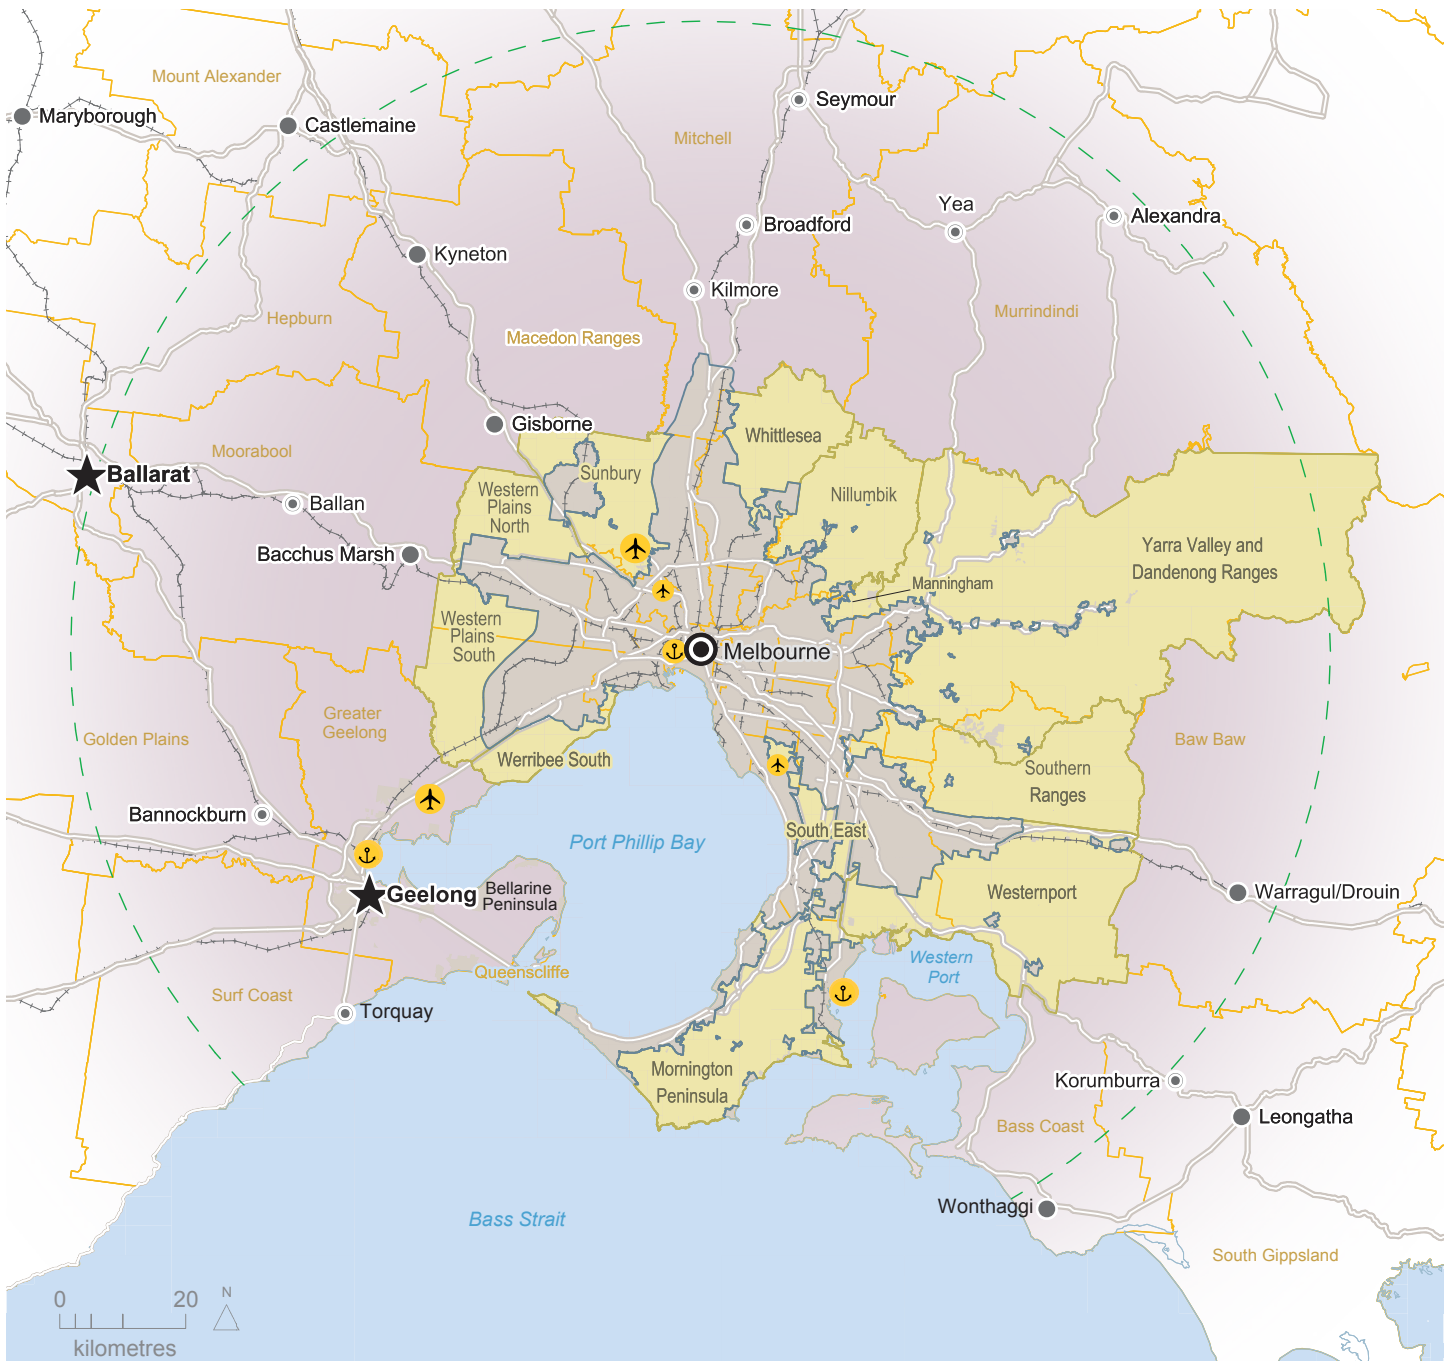 Mount Alexander
Seymour
Maryborough
Castlemaine
Mitchell
Yea
Alexandra
Broadford
Kyneton
Kilmore
Hepburn
Murrindindi
Macedon Ranges
Gisborne
Whittlesea
Moorabool
Ballarat
Sunbury
Western
Plains
North
Nillumbik
Ballan
Bacchus Marsh
Yarra Valley and
Dandenong Ranges
Manningham
Western
Plains
South
Melbourne
Greater
Geelong
Golden Plains
Baw Baw
Werribee South
Southern
Ranges
Bannockburn
South East
Port Phillip Bay
Geelong
Bellarine
Peninsula
Westernport
Warragul/Drouin
Western
Port
Queenscliffe
Surf Coast
Torquay
Mornington
Peninsula
Korumburra
Leongatha
Bass Coast
Wonthaggi
Bass Strait
South Gippsland
0 20
N
kilometres